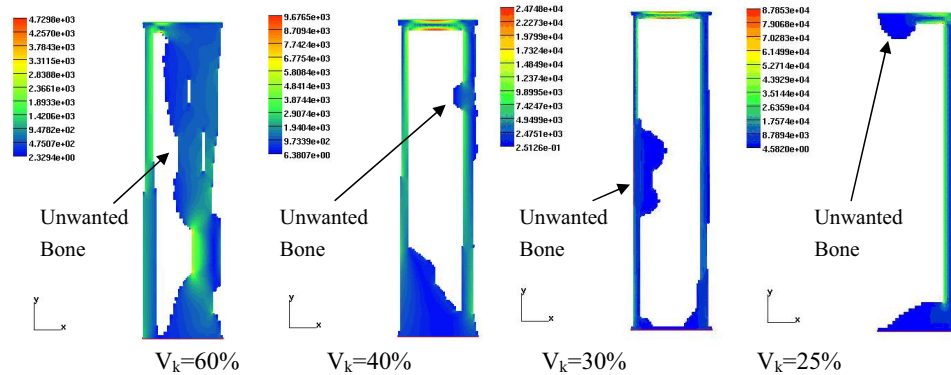 4.7298e+03
4.2570e+03
3.7843e+03
3.3115e+03
2.8388e+03
2.3661e+03
1.8933e+03
1.4206e+03
9.4782e+02
4.7507e+02
2.3294e+00
Unwanted
Bone
y
x
V_k=60%
9.6765e+03
8.7094e+03
7.7424e+03
6.7754e+03
5.8084e+03
4.8414e+03
3.8744e+03
2.9074e+03
1.9404e+03
9.7339e+02
6.3807e+00
Unwanted
Bone
y
x
V_k=40%
2.4748e+04
2.2273e+04
1.9799e+04
1.7324e+04
1.4849e+04
1.2374e+04
9.8995e+03
7.4247e+03
4.9499e+03
2.4751e+03
2.5126e-01
Unwanted
Bone
y
x
V_k=30%
8.7853e+04
7.9068e+04
7.0283e+04
6.1499e+04
5.2714e+04
4.3929e+04
3.5144e+04
2.6359e+04
1.7574e+04
8.7894e+03
4.5820e+00
Unwanted
Bone
y
x
V_k=25%